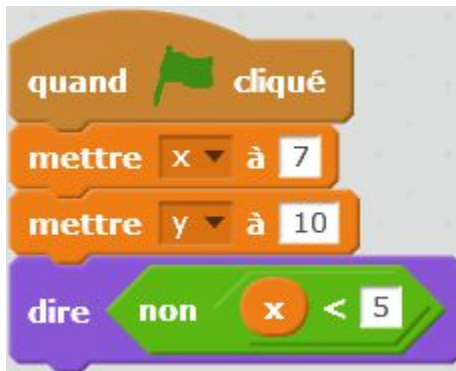 quand cliqué
mettre x à 7
mettre y à 10
dire non x < 5